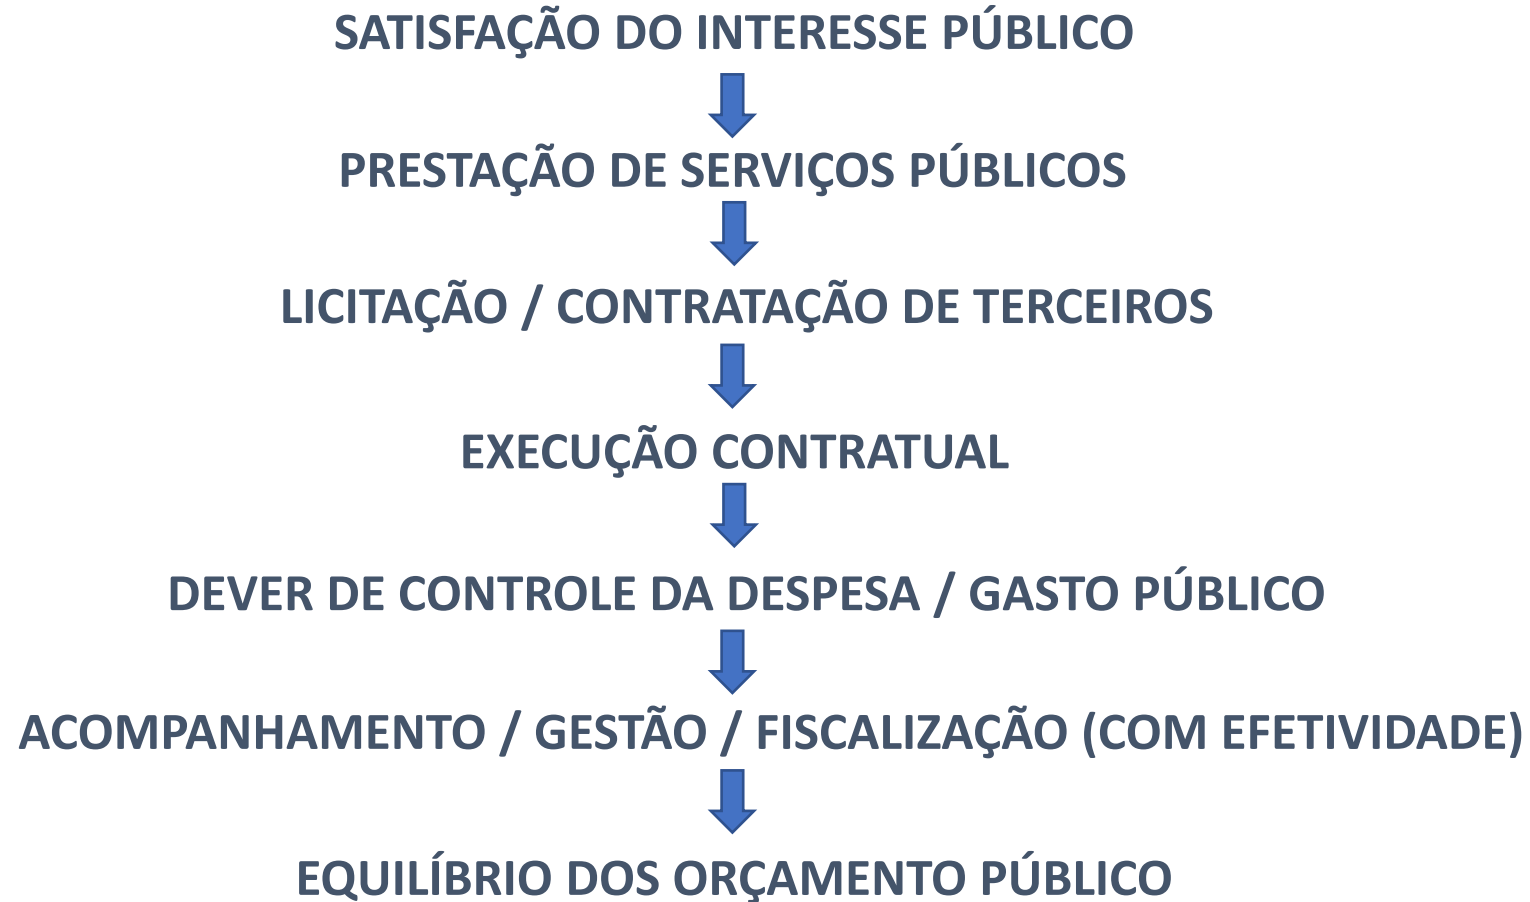 SATISFAÇÃO DO INTERESSE PÚBLICO
PRESTAÇÃO DE SERVIÇOS PÚBLICOS
LICITAÇÃO / CONTRATAÇÃO DE TERCEIROS
EXECUÇÃO CONTRATUAL
DEVER DE CONTROLE DA DESPESA / GASTO PÚBLICO
ACOMPANHAMENTO / GESTÃO / FISCALIZAÇÃO (COM EFETIVIDADE)
EQUILÍBRIO DOS ORÇAMENTO PÚBLICO